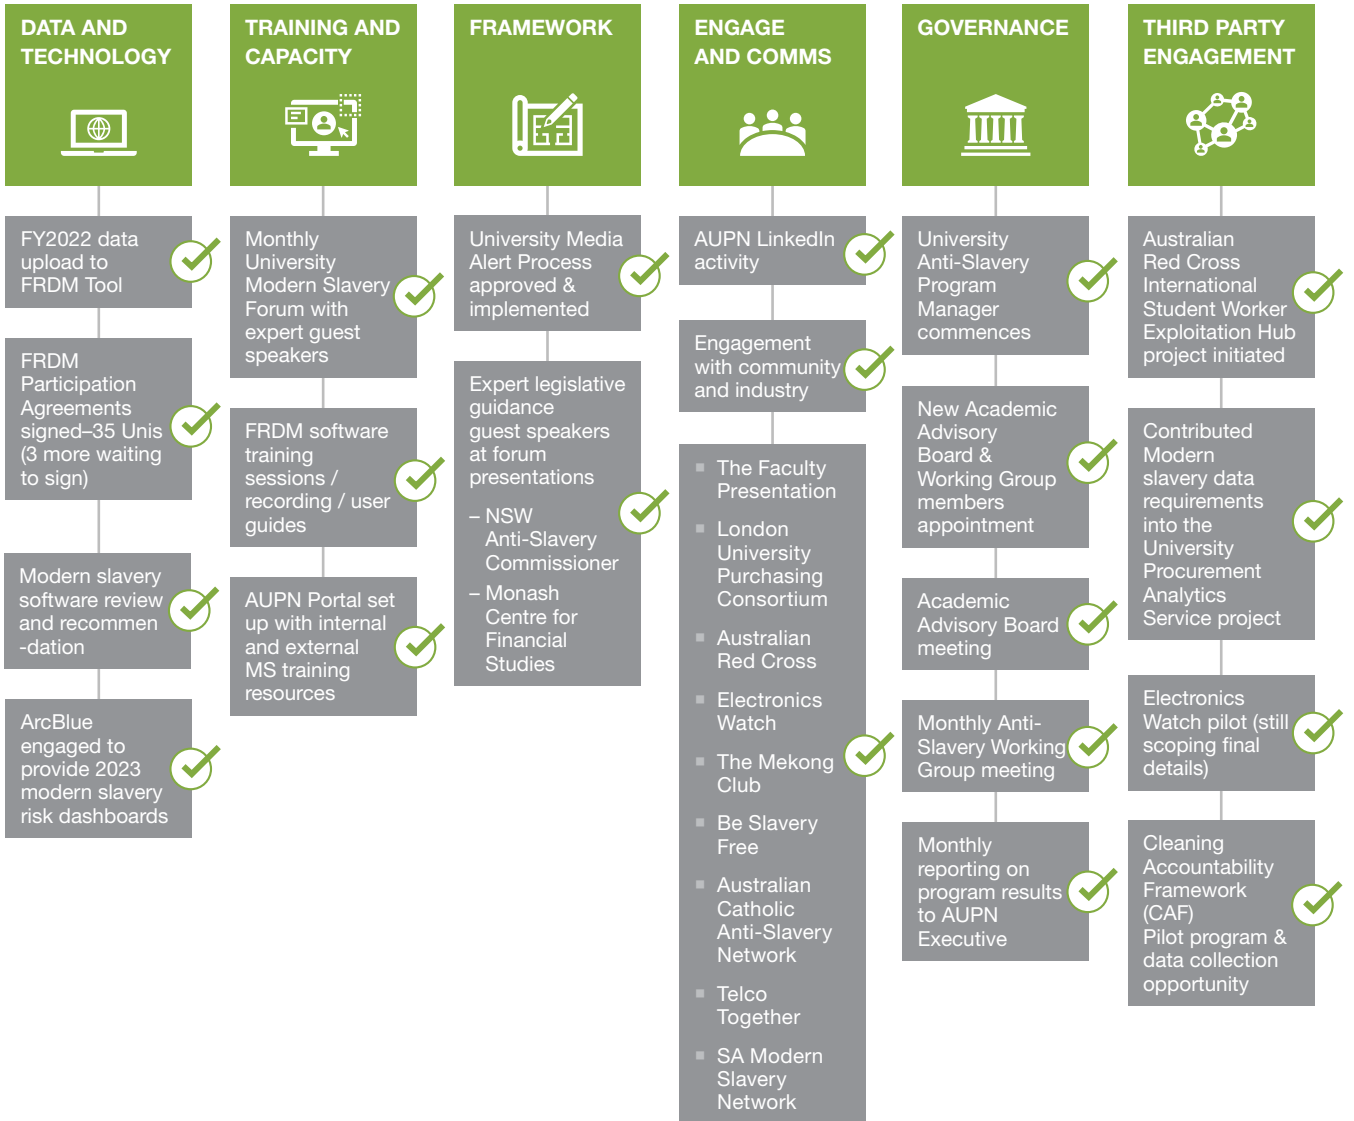 DATA AND
TECHNOLOGY
FY2022 data
upload to
FRDM Tool
FRDM
Participation
Agreements
signed–35 Unis
(3 more waiting
to sign)
Modern slavery
software review
and recommen
-dation
ArcBlue
engaged to
provide 2023
modern slavery
risk dashboards
TRAINING AND
CAPACITY
Monthly
University
Modern Slavery
Forum with
expert guest
speakers
FRDM software
training
sessions /
recording / user
guides
AUPN Portal set
up with internal
and external
MS training
resources
FRAMEWORK
University Media
Alert Process
approved &
implemented
Expert legislative
guidance
guest speakers
at forum
presentations
– NSW
Anti-Slavery
Commissioner
– Monash
Centre for
Financial
Studies
ENGAGE
AND COMMS
AUPN LinkedIn
activity
Engagement
with community
and industry
▪ The Faculty
Presentation
▪ London
University
Purchasing
Consortium
▪ Australian
Red Cross
▪ Electronics
Watch
▪ The Mekong
Club
▪ Be Slavery
Free
▪ Australian
Catholic
Anti-Slavery
Network
▪ Telco
Together
▪ SA Modern
Slavery
Network
GOVERNANCE
University
Anti-Slavery
Program
Manager
commences
New Academic
Advisory
Board &
Working Group
members
appointment
Academic
Advisory Board
meeting
Monthly Anti-
Slavery Working
Group meeting
Monthly
reporting on
program results
to AUPN
Executive
THIRD PARTY
ENGAGEMENT
Australian
Red Cross
International
Student Worker
Exploitation Hub
project initiated
Contributed
Modern
slavery data
requirements
into the
University
Procurement
Analytics
Service project
Electronics
Watch pilot (still
scoping final
details)
Cleaning
Accountability
Framework
(CAF)
Pilot program &
data collection
opportunity